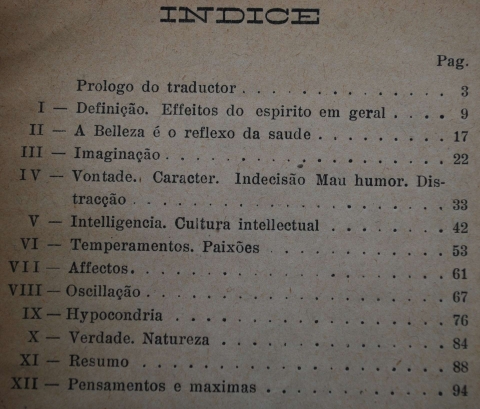 INDICE
Pag.
Prologo do traductor . . . . . . . . . . . . . 3
I — Definição. Effeitos do espirito em geral . . . . 9
II — A Belleza é o reflexo da saude . . . . . . . . 17
III — Imaginação . . . . . . . . . . . . . . . . . 22
IV — Vontade. Caracter. Indecisão Mau humor. Dis-
tracção . . . . . . . . . . . . . . . . . . 33
V — Intelligencia. Cultura intellectual . . . . . . . 42
VI — Temperamentos. Paixões . . . . . . . . . . . 53
VII — Affectos. . . . . . . . . . . . . . . . . . . 61
VIII — Oscillação . . . . . . . . . . . . . . . . . . 67
IX — Hypocondria . . . . . . . . . . . . . . . . 76
X — Verdade. Natureza . . . . . . . . . . . . . 84
XI — Resumo . . . . . . . . . . . . . . . . . . 88
XII — Pensamentos e maximas . . . . . . . . . . . 94